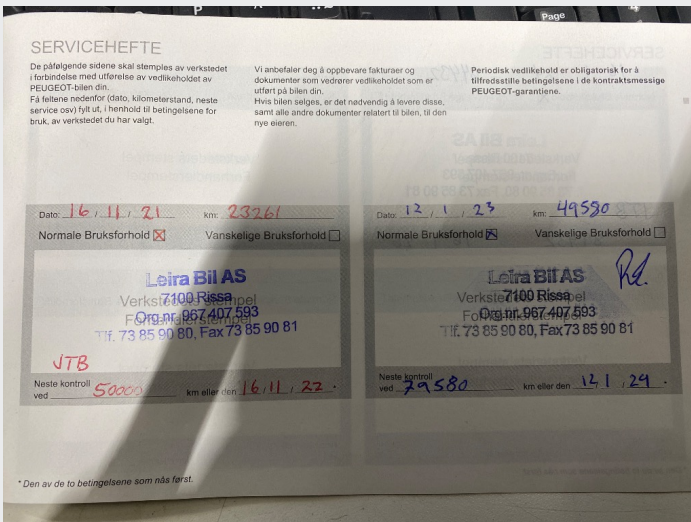 Page
SERVICEHEFTE
De påfølgende sidene skal stemples av verkstedet
i forbindelse med utførelse av vedlikeholdet av
PEUGEOT-bilen din.
Få feltene nedenfor (dato, kilometerstand, neste
service osv) fylt ut, i henhold til betingelsene for
bruk, av verkstedet du har valgt.
Vi anbefaler deg å oppbevare fakturaer og
dokumenter som vedrører vedlikeholdet som er
utført på bilen din.
Hvis bilen selges, er det nødvendig å levere disse,
samt alle andre dokumenter relatert til bilen, til den
nye eieren.
Periodisk vedlikehold er obligatorisk for å
tilfredsstille betingelsene i de kontraktsmessige
PEUGEOT-garantiene.
Dato: 16 / 11 / 21 km: 23261
Normale Bruksforhold ☒ Vanskelige Bruksforhold ☐
Leira Bil AS
Verkstedets stempel
7100 Rissa
Forhandlerstempel
Org.nr. 967 407 593
Tlf. 73 85 90 80, Fax 73 85 90 81
JTB
Neste kontroll
ved 50000 km eller den 16 / 11 / 22 *
Dato: 12 / 1 / 23 km: 49580
Normale Bruksforhold ☒ Vanskelige Bruksforhold ☐
Leira Bil AS
Verkstedets stempel
7100 Rissa
Forhandlerstempel
Org.nr. 967 407 593
Tlf. 73 85 90 80, Fax 73 85 90 81
Neste kontroll
ved 79580 km eller den 12 / 1 / 24 *
* Den av de to betingelsene som nås først.